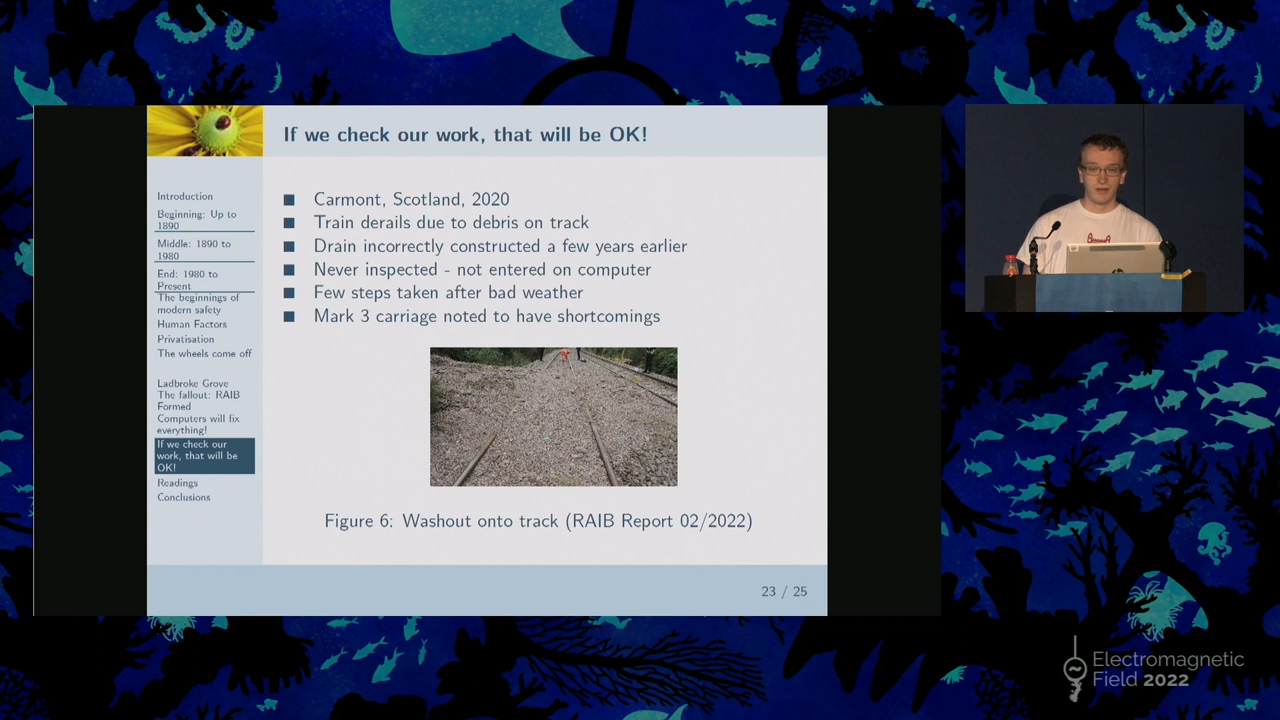 If we check our work, that will be OK!
Introduction
Beginning: Up to
1890
Middle: 1890 to
1980
End: 1980 to
Present
The beginnings of
modern safety
Human Factors
Privatisation
The wheels come off
Ladbroke Grove
The fallout: RAIB
Formed
Computers will fix
everything!
If we check our
work, that will be
OK!
Readings
Conclusions
Carmont, Scotland, 2020
Train derails due to debris on track
Drain incorrectly constructed a few years earlier
Never inspected - not entered on computer
Few steps taken after bad weather
Mark 3 carriage noted to have shortcomings
Figure 6: Washout onto track (RAIB Report 02/2022)
23 / 25
Electromagnetic
Field 2022